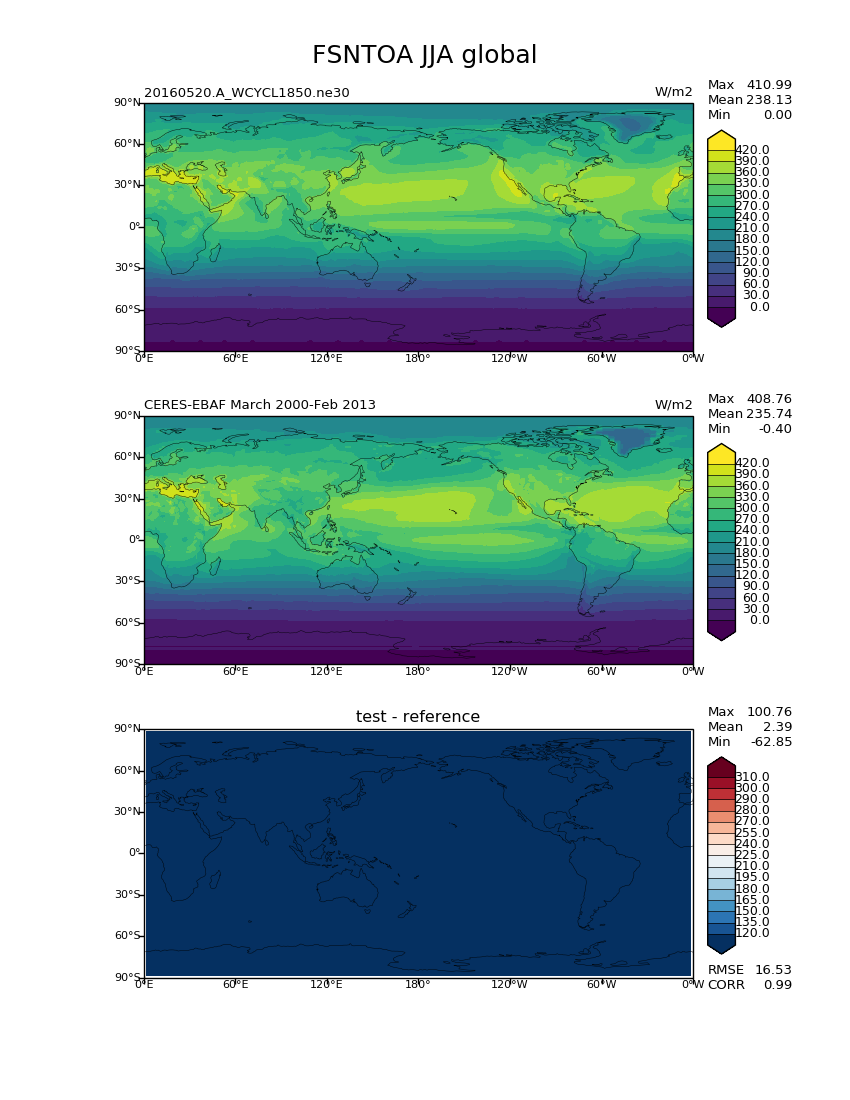 FSNTOA JJA global
20160520.A_WCYCL1850.ne30 W/m2
Max 410.99
Mean 238.13
Min 0.00
90°N
60°N
30°N
0°
30°S
60°S
90°S
0°E 60°E 120°E 180° 120°W 60°W 0°W
420.0
390.0
360.0
330.0
300.0
270.0
240.0
210.0
180.0
150.0
120.0
90.0
60.0
30.0
0.0
CERES-EBAF March 2000-Feb 2013 W/m2
Max 408.76
Mean 235.74
Min -0.40
90°N
60°N
30°N
0°
30°S
60°S
90°S
0°E 60°E 120°E 180° 120°W 60°W 0°W
420.0
390.0
360.0
330.0
300.0
270.0
240.0
210.0
180.0
150.0
120.0
90.0
60.0
30.0
0.0
test - reference
Max 100.76
Mean 2.39
Min -62.85
90°N
60°N
30°N
0°
30°S
60°S
90°S
0°E 60°E 120°E 180° 120°W 60°W 0°W
310.0
300.0
290.0
280.0
270.0
255.0
240.0
225.0
210.0
195.0
180.0
165.0
150.0
135.0
120.0
RMSE 16.53
CORR 0.99